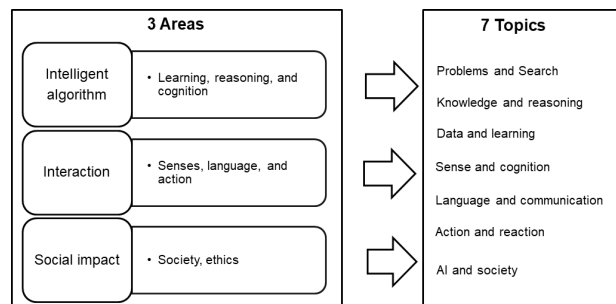 3 Areas
Intelligent
algorithm
• Learning, reasoning, and
cognition
Interaction
• Senses, language, and
action
Social impact
• Society, ethics
7 Topics
Problems and Search
Knowledge and reasoning
Data and learning
Sense and cognition
Language and communication
Action and reaction
AI and society